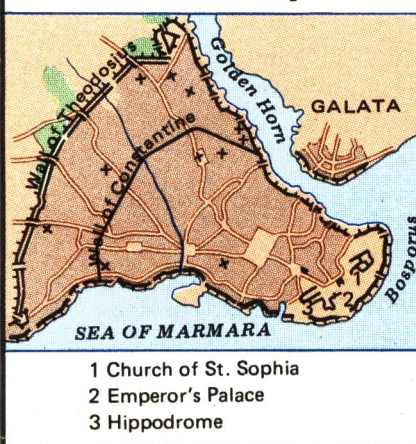 Golden Horn
GALATA
Wall of Theodosius
Wall of Constantine
Bosporus
2
SEA OF MARMARA
1 Church of St. Sophia
2 Emperor's Palace
3 Hippodrome